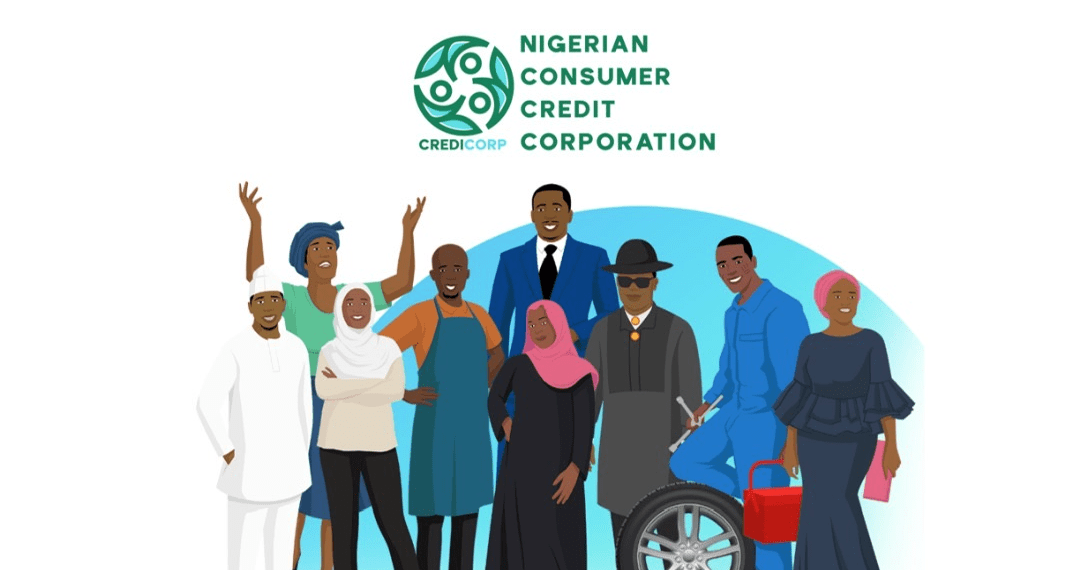 NIGERIAN
CONSUMER
CREDIT
CORPORATION
CREDICORP